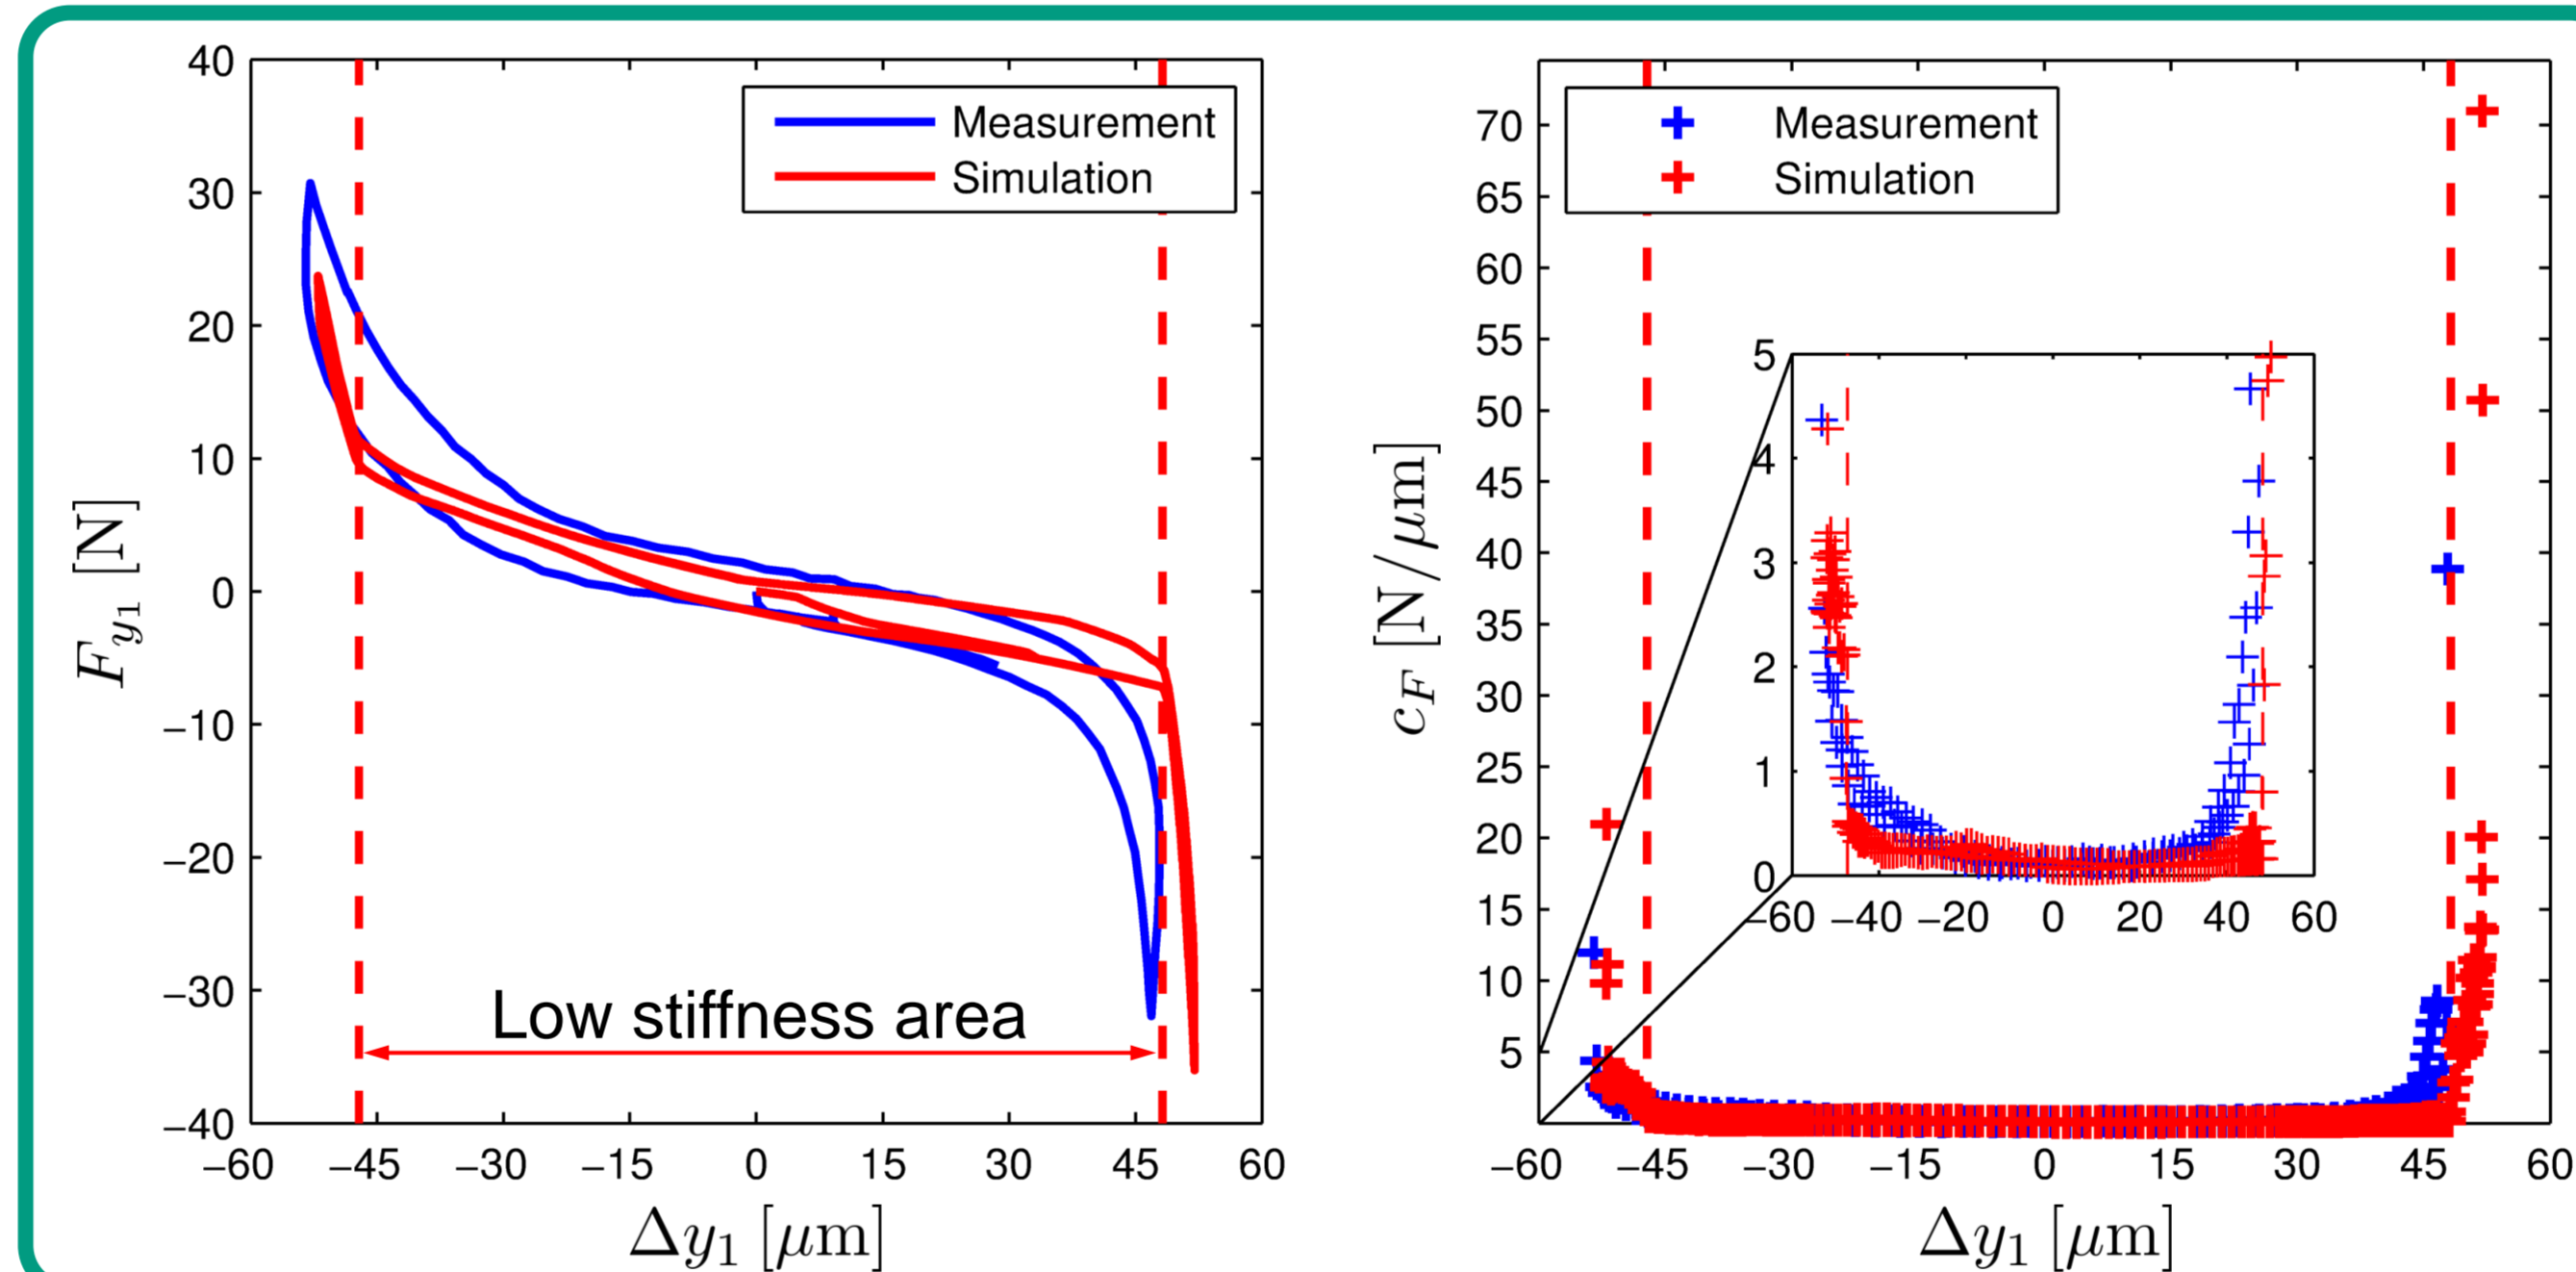 40
30
20
10
0
−10
−20
−30
−40
−60 −45 −30 −15 0 15 30 45 60
F_{y_1} [N]
Δy_1 [μm]
Measurement
Simulation
Low stiffness area
70
65
60
55
50
45
40
35
30
25
20
15
10
5
−60 −45 −30 −15 0 15 30 45 60
c_F [N/μm]
Δy_1 [μm]
Measurement
Simulation
5
4
3
2
1
0
−60 −40 −20 0 20 40 60